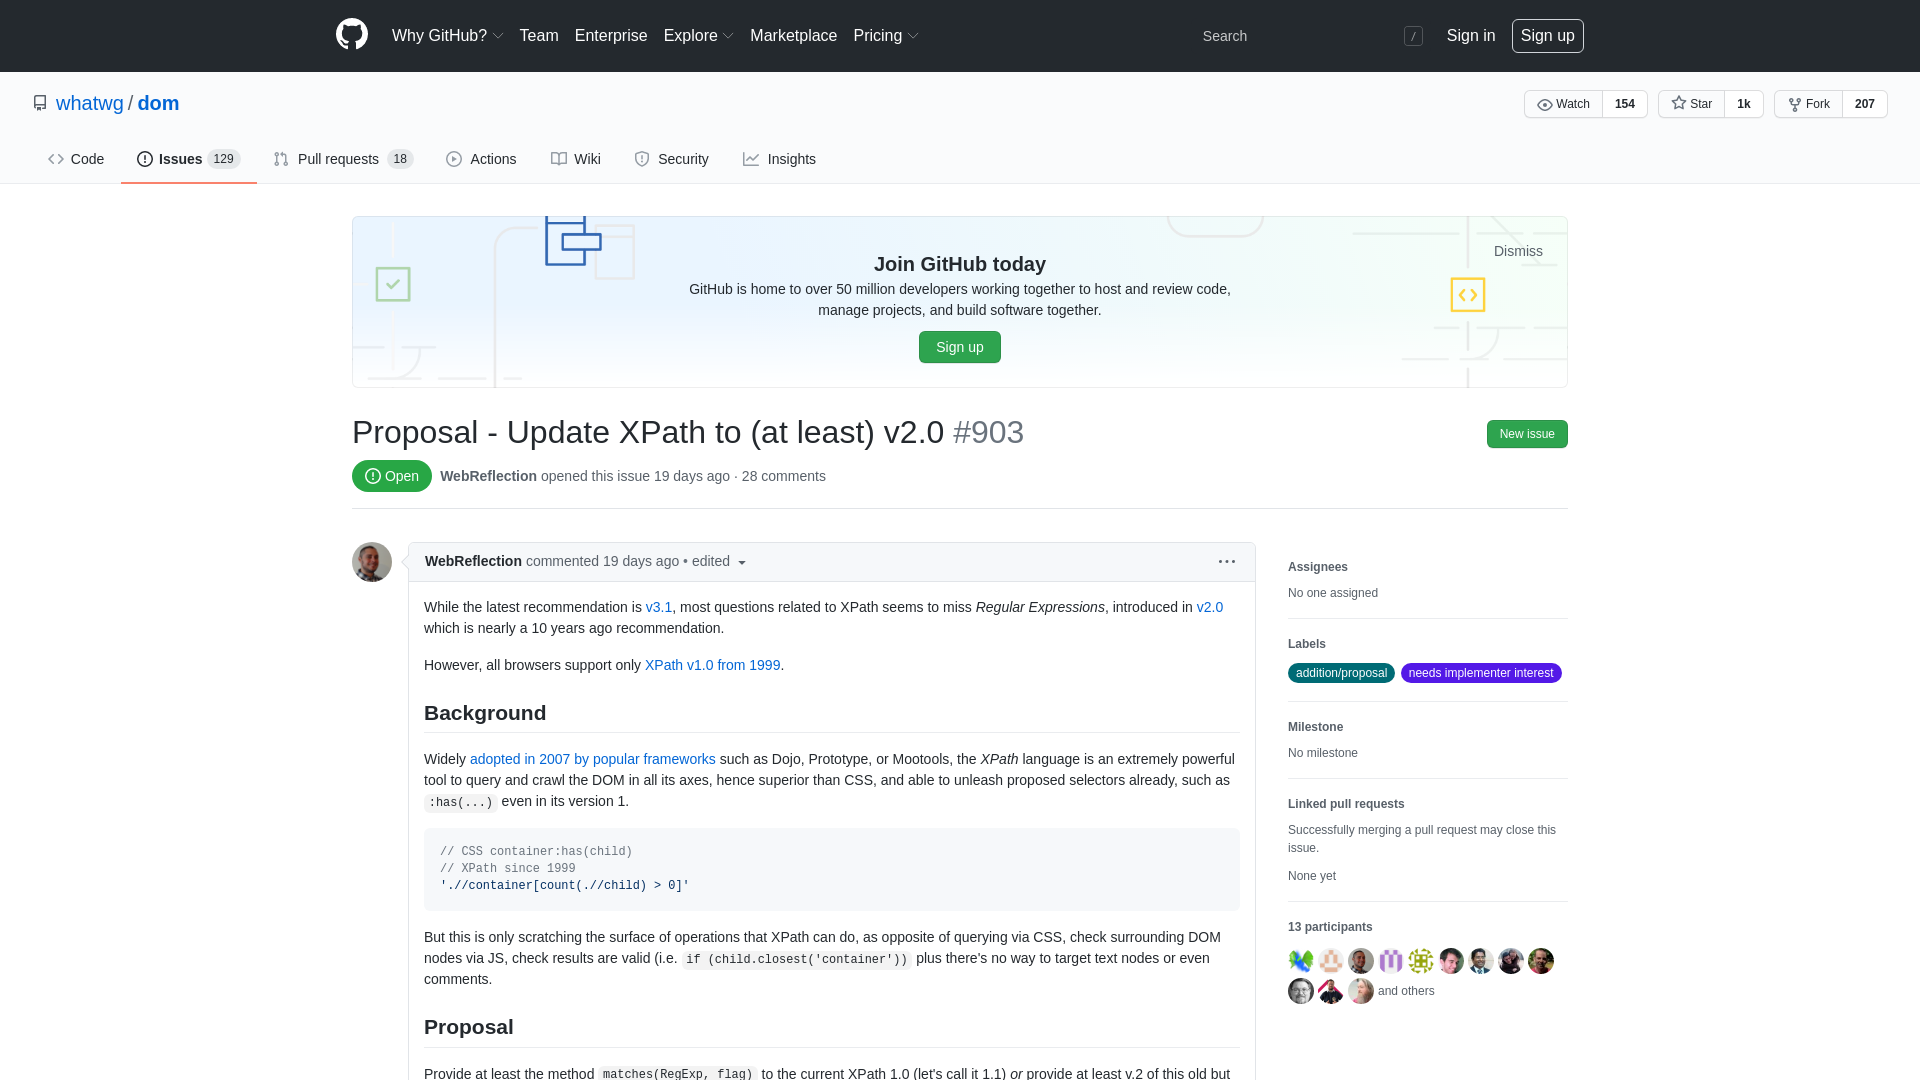 Why GitHub? Team Enterprise Explore Marketplace Pricing Search / Sign in Sign up
whatwg / dom
Watch 154 Star 1k Fork 207
Code Issues 129 Pull requests 18 Actions Wiki Security Insights
Dismiss
Join GitHub today
GitHub is home to over 50 million developers working together to host and review code,
manage projects, and build software together.
Sign up
Proposal - Update XPath to (at least) v2.0 #903
New issue
Open WebReflection opened this issue 19 days ago · 28 comments
WebReflection commented 19 days ago • edited
While the latest recommendation is v3.1, most questions related to XPath seems to miss Regular Expressions, introduced in v2.0
which is nearly a 10 years ago recommendation.
However, all browsers support only XPath v1.0 from 1999.
Background
Widely adopted in 2007 by popular frameworks such as Dojo, Prototype, or Mootools, the XPath language is an extremely powerful
tool to query and crawl the DOM in all its axes, hence superior than CSS, and able to unleash proposed selectors already, such as
:has(...) even in its version 1.
// CSS container:has(child)
// XPath since 1999
'.//container[count(.//child) > 0]'
But this is only scratching the surface of operations that XPath can do, as opposite of querying via CSS, check surrounding DOM
nodes via JS, check results are valid (i.e. if (child.closest('container')) plus there's no way to target text nodes or even
comments.
Proposal
Provide at least the method matches(RegExp, flag) to the current XPath 1.0 (let's call it 1.1) or provide at least v.2 of this old but
Assignees
No one assigned
Labels
addition/proposal needs implementer interest
Milestone
No milestone
Linked pull requests
Successfully merging a pull request may close this
issue.
None yet
13 participants
and others